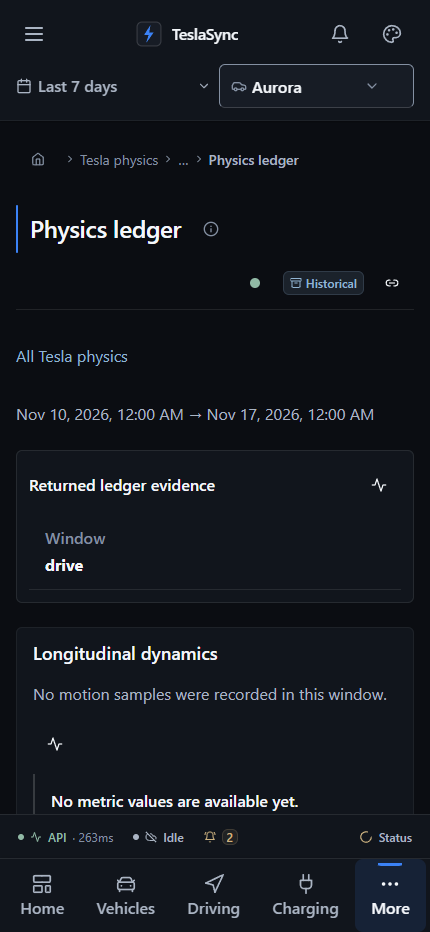 TeslaSync
Last 7 days
Aurora
Tesla physics
...
Physics ledger
Physics ledger
Historical
All Tesla physics
Nov 10, 2026, 12:00 AM → Nov 17, 2026, 12:00 AM
Returned ledger evidence
Window
drive
Longitudinal dynamics
No motion samples were recorded in this window.
No metric values are available yet.
API · 263ms
Idle
2
Status
Home
Vehicles
Driving
Charging
More